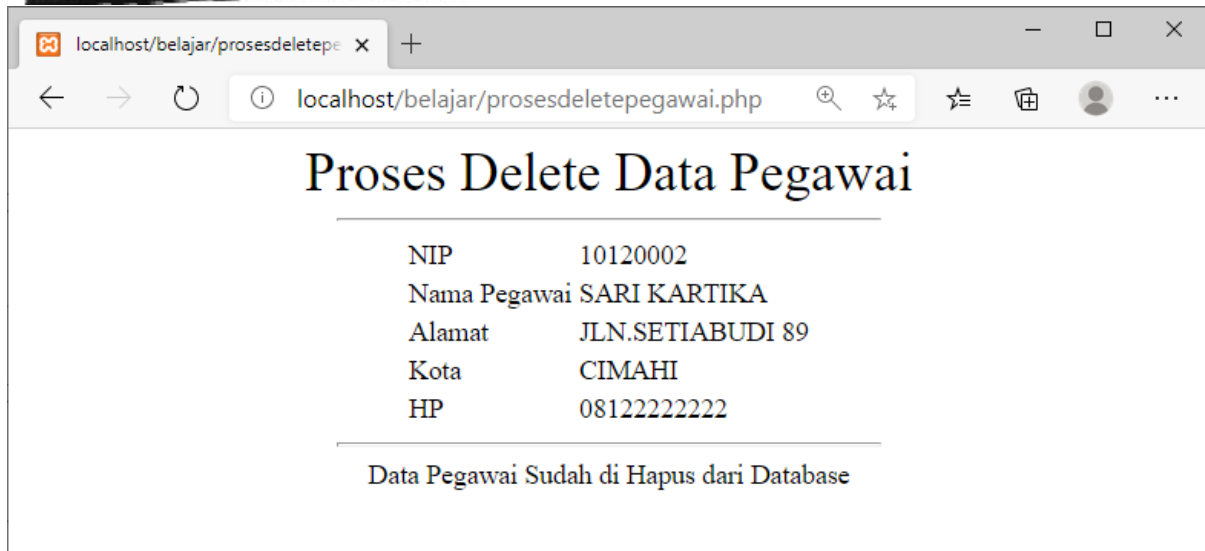 localhost/belajar/prosesdeletepe
localhost/belajar/prosesdeletepegawai.php
Proses Delete Data Pegawai
NIP 10120002
Nama Pegawai SARI KARTIKA
Alamat JLN.SETIABUDI 89
Kota CIMAHI
HP 08122222222
Data Pegawai Sudah di Hapus dari Database